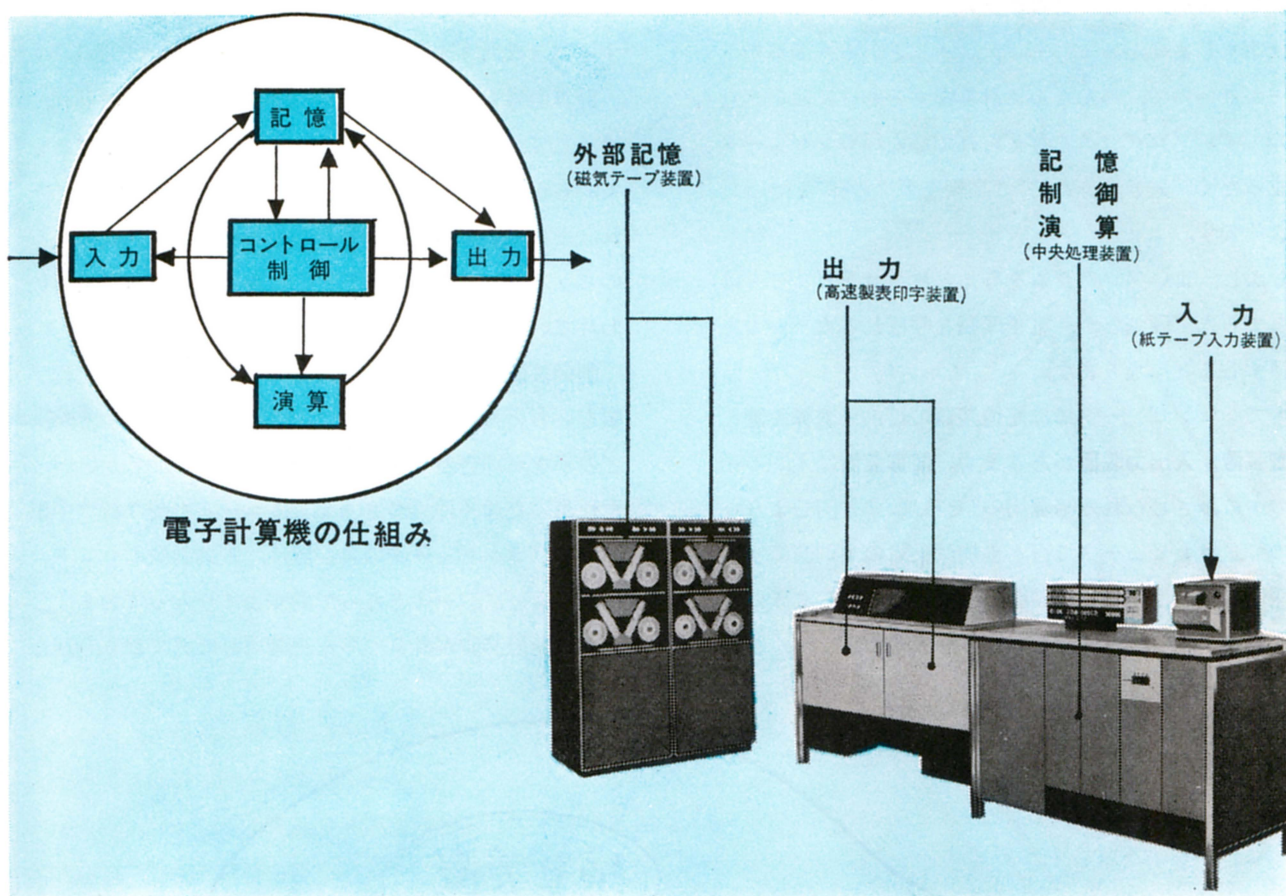 記憶
入力
コントロール
制御
出力
演算
電子計算機の仕組み
外部記憶
(磁気テープ装置)
出力
(高速製表印字装置)
記憶
制御
演算
(中央処理装置)
入力
(紙テープ入力装置)